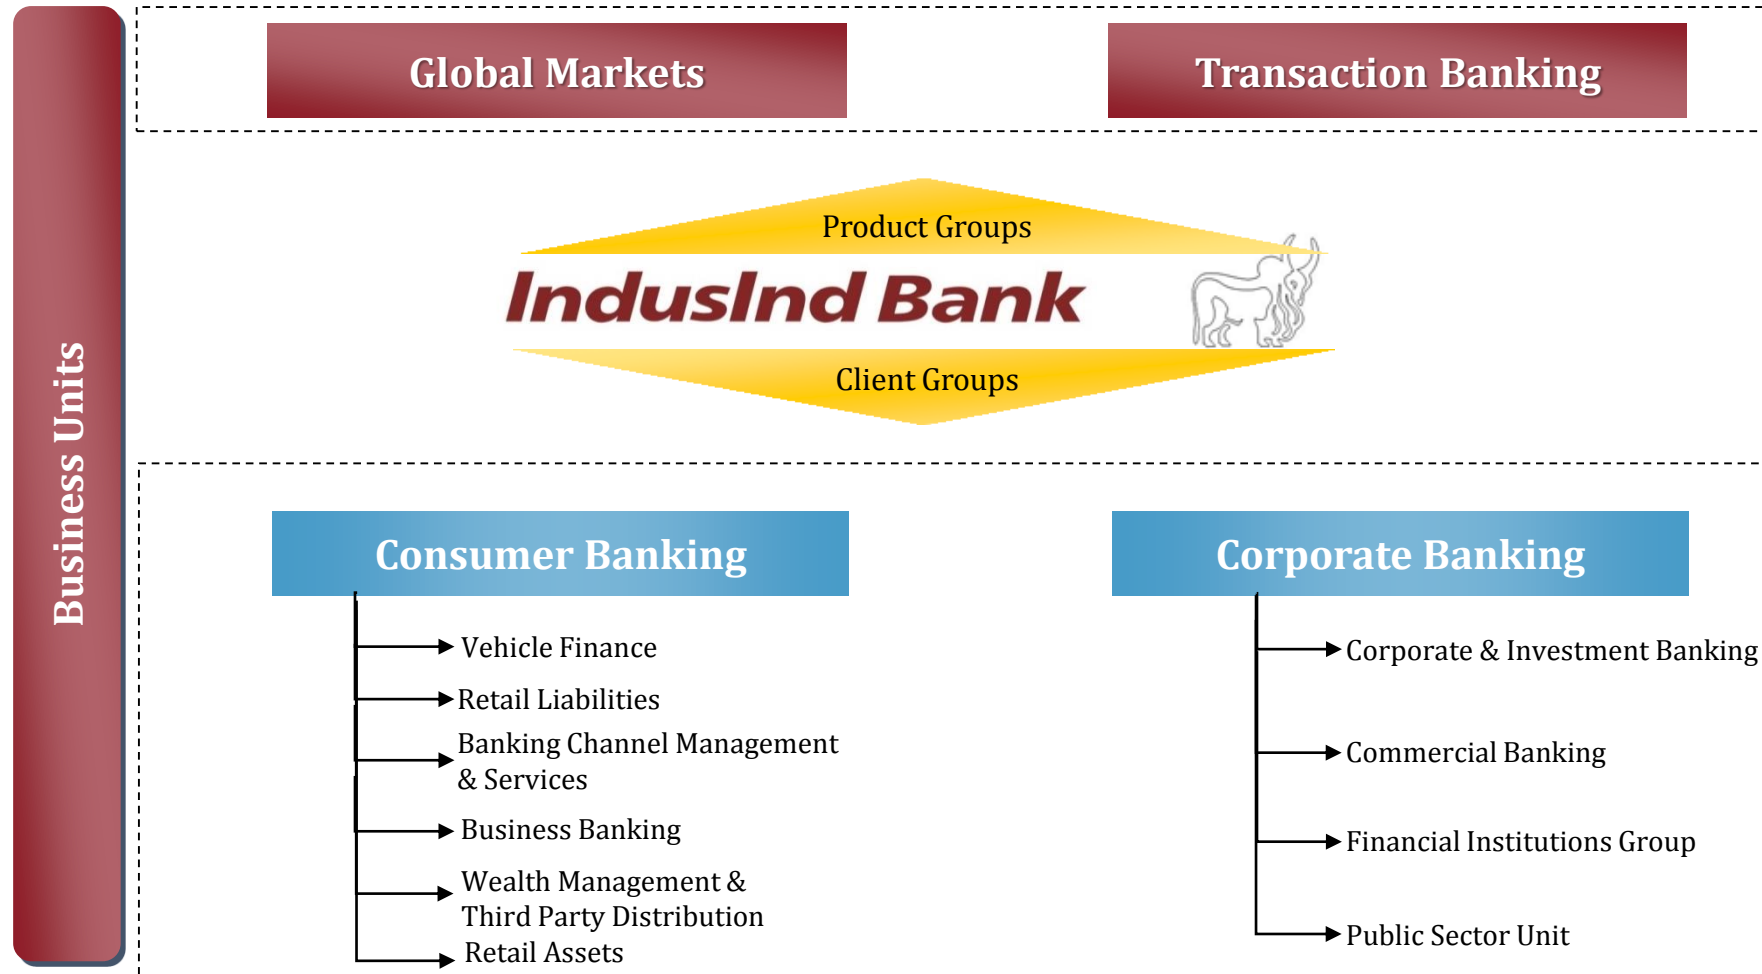 Business Units
Global Markets
Transaction Banking
Product Groups
IndusInd Bank
Client Groups
Consumer Banking
Vehicle Finance
Retail Liabilities
Banking Channel Management
& Services
Business Banking
Wealth Management &
Third Party Distribution
Retail Assets
Corporate Banking
Corporate & Investment Banking
Commercial Banking
Financial Institutions Group
Public Sector Unit